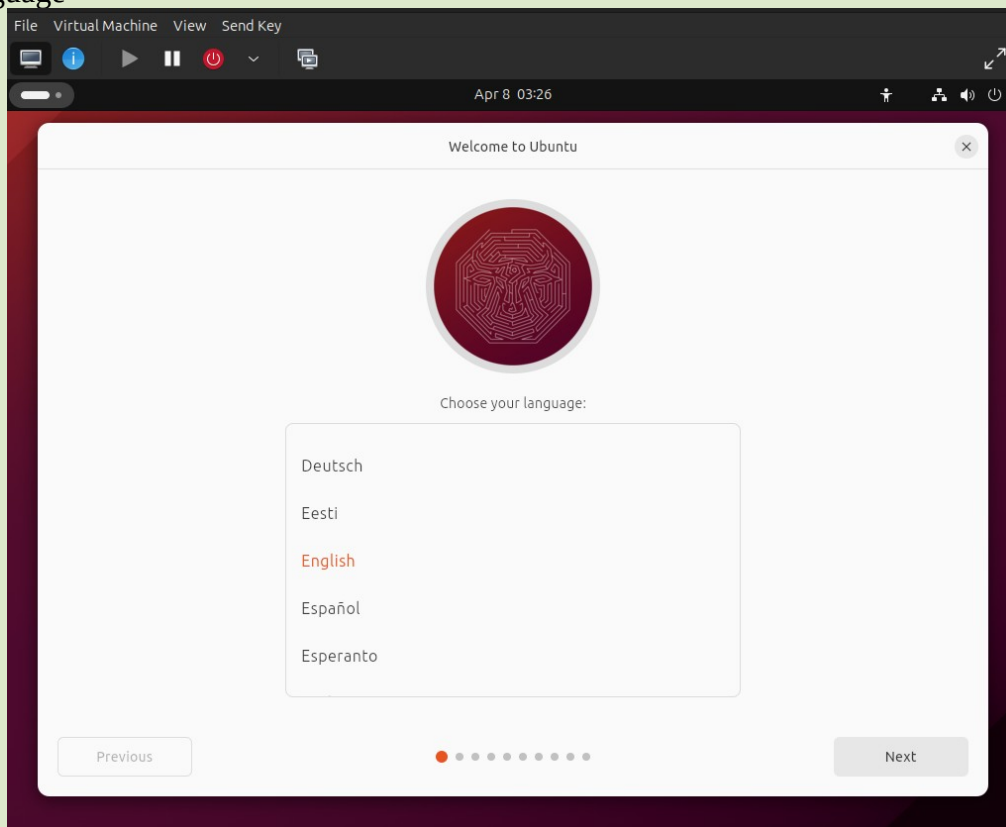 guage
File Virtual Machine View Send Key
Apr 8 03:26
Welcome to Ubuntu
Choose your language:
Deutsch
Eesti
English
Español
Esperanto
Previous
Next